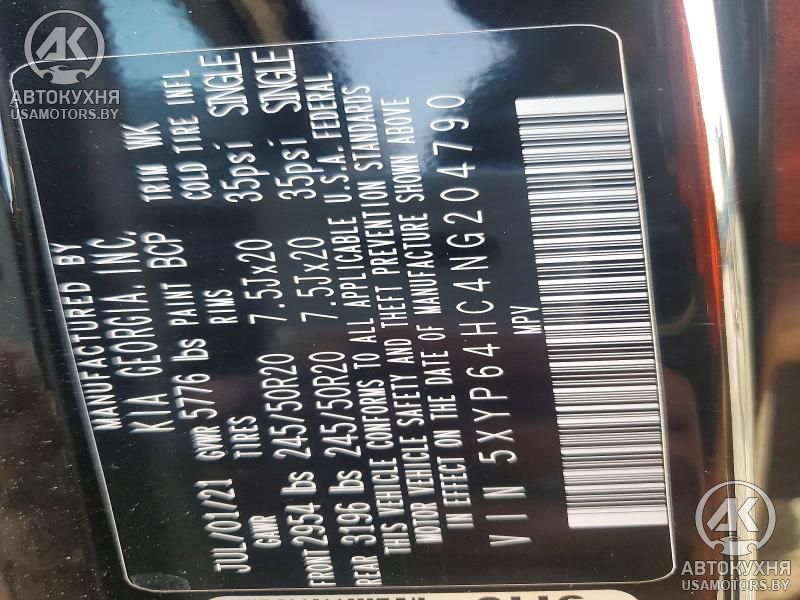 MANUFACTURED BY
KIA GEORGIA, INC.
JUL/01/21 GVWR 5776 lbs PAINT BCP TRIM WK
GAWR TIRES RIMS COLD TIRE INFL
FRONT 2954 lbs 245/50R20 7.5Jx20 35psi SINGLE
REAR 3196 lbs 245/50R20 7.5Jx20 35psi SINGLE
THIS VEHICLE CONFORMS TO ALL APPLICABLE U.S.A. FEDERAL
MOTOR VEHICLE SAFETY AND THEFT PREVENTION STANDARDS
IN EFFECT ON THE DATE OF MANUFACTURE SHOWN ABOVE
VIN 5XYP64HC4NG204790
MPV
AK
АВТОКУХНЯ
USAMOTORS.BY
AK
АВТОКУХНЯ
USAMOTORS.BY